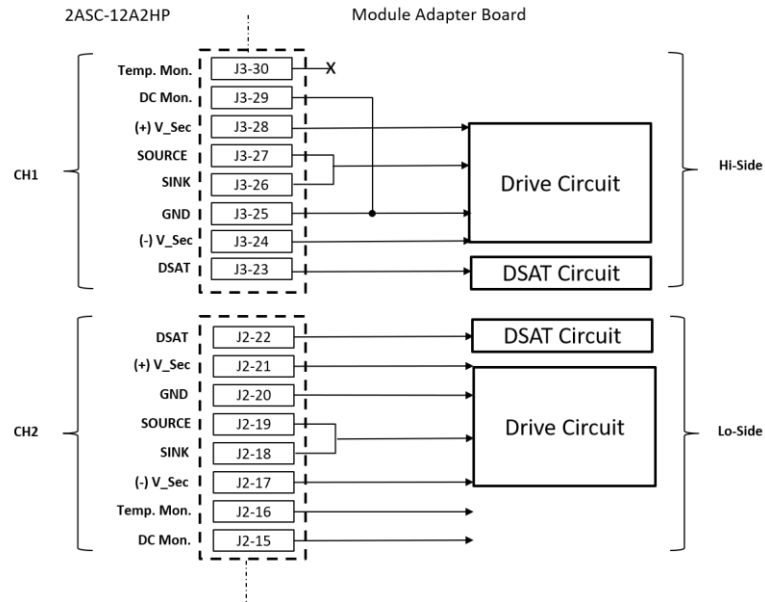 2ASC-12A2HP Module Adapter Board
Temp. Mon. J3-30 X
DC Mon. J3-29
(+) V_Sec J3-28
SOURCE J3-27
SINK J3-26
GND J3-25
(-) V_Sec J3-24
DSAT J3-23
CH1
Drive Circuit
DSAT Circuit
Hi-Side
DSAT J2-22
(+) V_Sec J2-21
GND J2-20
SOURCE J2-19
SINK J2-18
(-) V_Sec J2-17
Temp. Mon. J2-16
DC Mon. J2-15
CH2
DSAT Circuit
Drive Circuit
Lo-Side